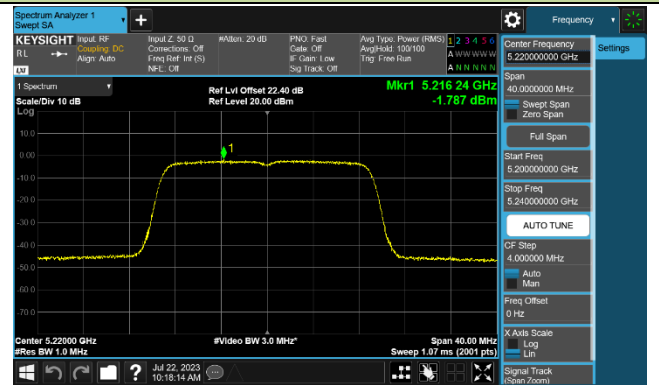 Spectrum Analyzer 1
Swept SA
Frequency
KEYSIGHT
Input: RF
Input Z: 50 Ω
#Atten: 20 dB
PNO: Fast
Avg Type: Power (RMS)
1 2 3 4 5 6
RL
Coupling: DC
Corrections: Off
Gate: Off
Avg|Hold: 100/100
A W W W W W
Align: Auto
Freq Ref: Int (S)
IF Gain: Low
Trig: Free Run
LXI
NFE: Off
Sig Track: Off
A N N N N N
Center Frequency
5.220000000 GHz
Settings
Span
40.0000000 MHz
Swept Span
Zero Span
Full Span
Start Freq
5.200000000 GHz
Stop Freq
5.240000000 GHz
AUTO TUNE
CF Step
4.000000 MHz
Auto
Man
Freq Offset
0 Hz
X Axis Scale
Log
Lin
Signal Track
(Span Zoom)
1 Spectrum
Ref Lvl Offset 22.40 dB
Mkr1 5.216 24 GHz
Scale/Div 10 dB
Ref Level 20.00 dBm
-1.787 dBm
Log
1
10.0
0.00
-10.0
-20.0
-30.0
-40.0
-50.0
-60.0
-70.0
Center 5.22000 GHz
#Video BW 3.0 MHz*
Span 40.00 MHz
#Res BW 1.0 MHz
Sweep 1.07 ms (2001 pts)
Jul 22, 2023
10:18:14 AM